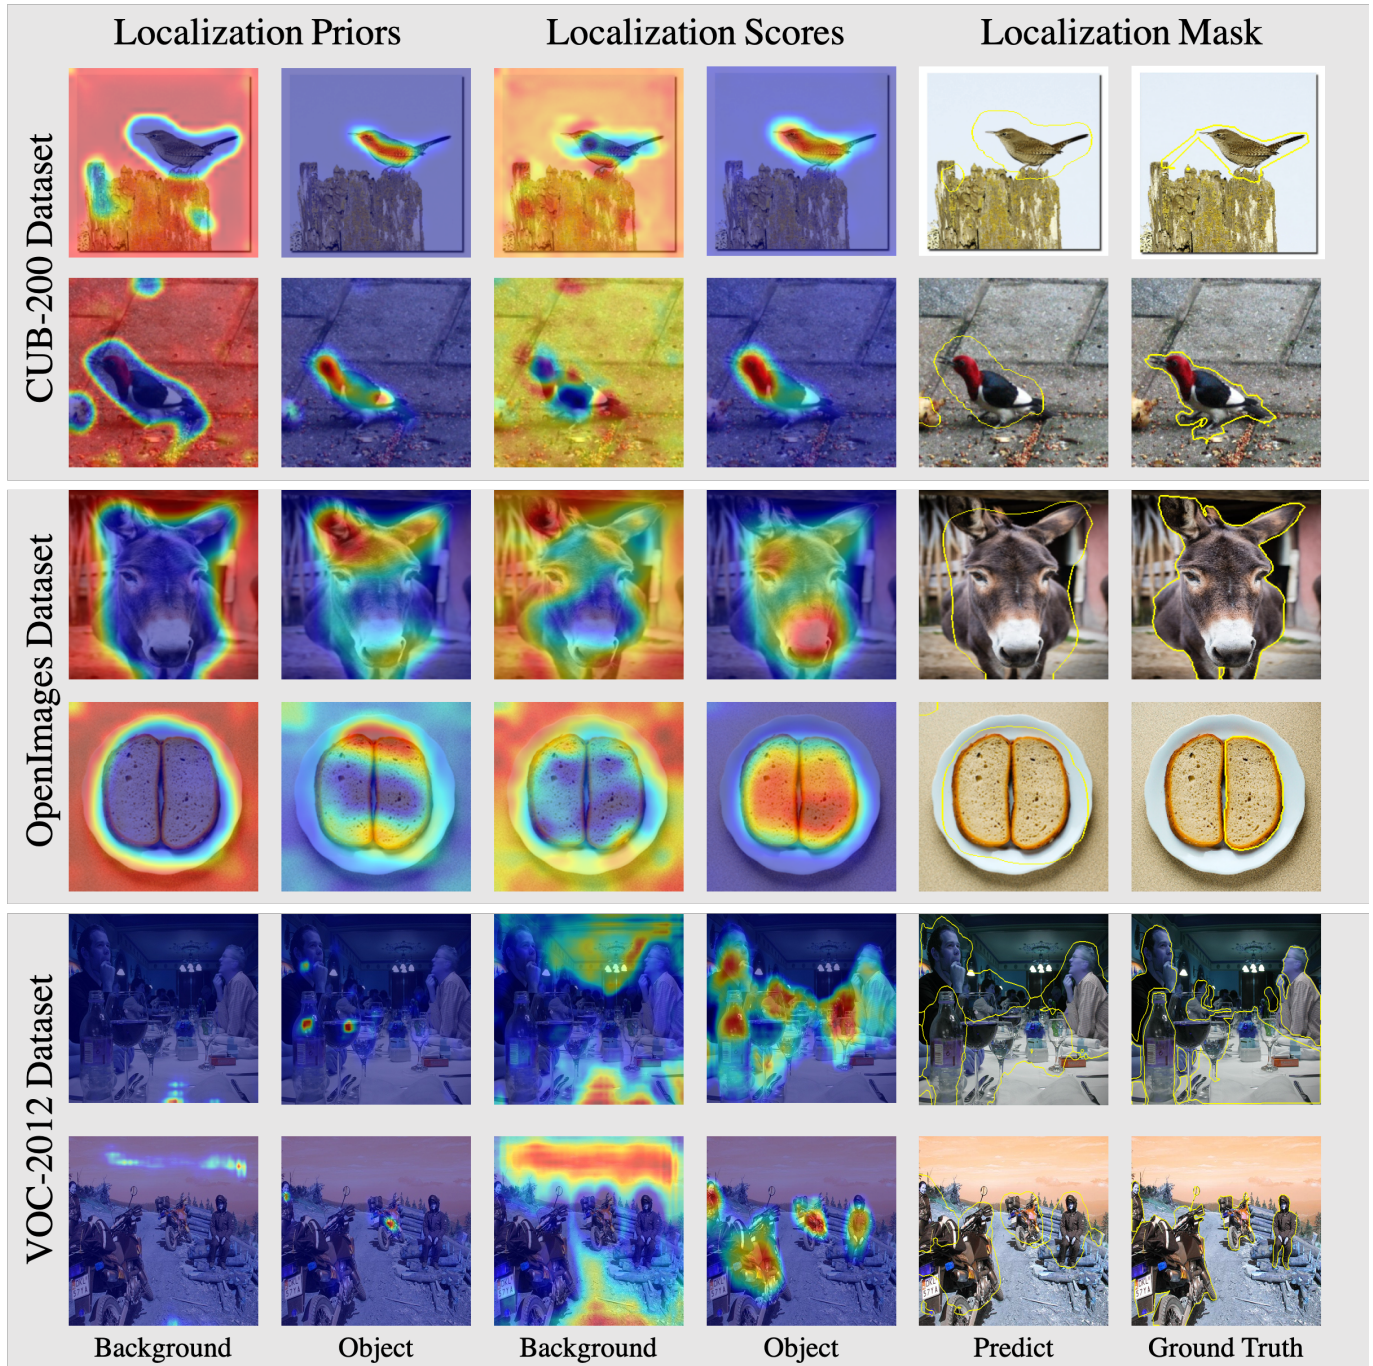 Localization Priors Localization Scores Localization Mask
CUB-200 Dataset
OpenImages Dataset
VOC-2012 Dataset
Background Object Background Object Predict Ground Truth